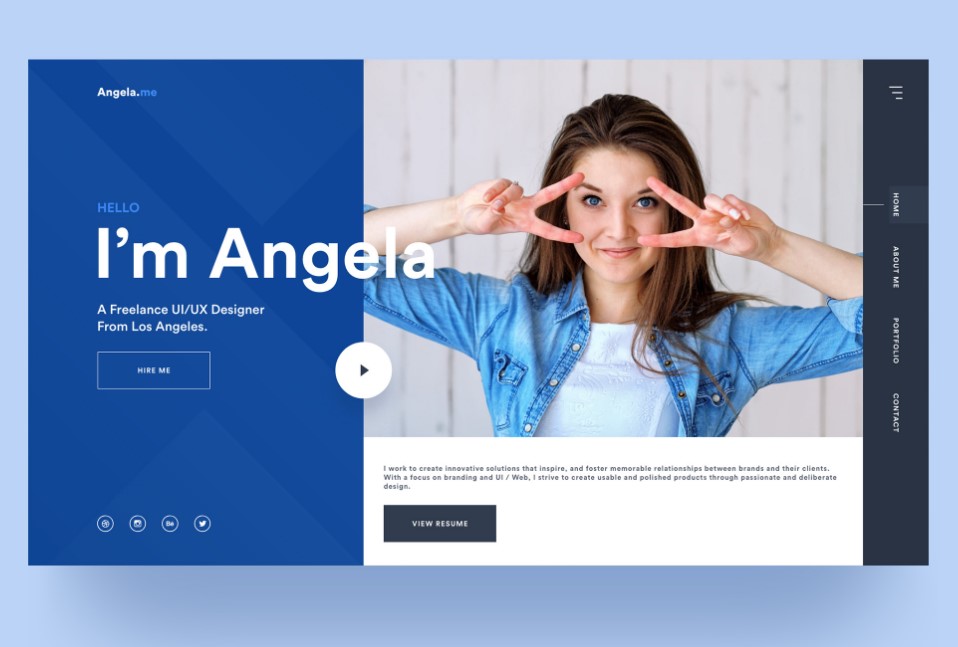 Angela.me
HELLO
I'm Angela
A Freelance UI/UX Designer
From Los Angeles.
HIRE ME
Bē
I work to create innovative solutions that inspire, and foster memorable relationships between brands and their clients.
With a focus on branding and UI / Web, I strive to create usable and polished products through passionate and deliberate
design.
VIEW RESUME
HOME
ABOUT ME
PORTFOLIO
CONTACT